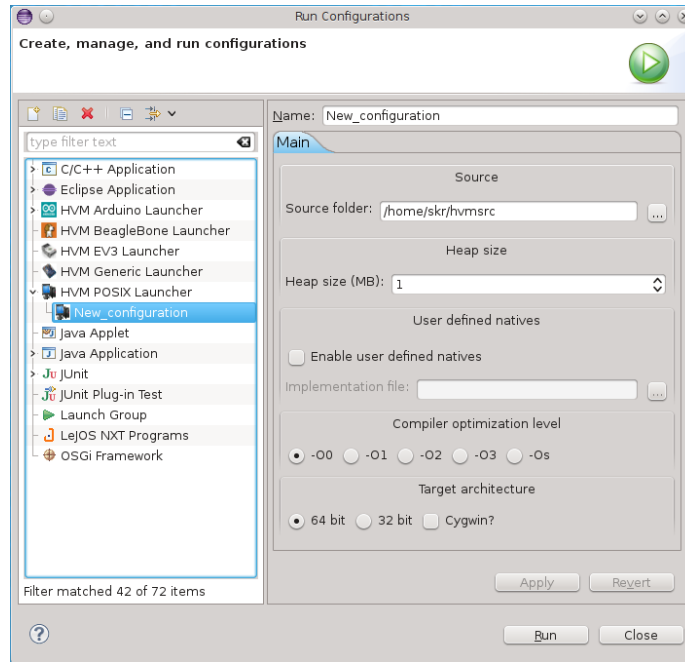 Run Configurations
Create, manage, and run configurations
type filter text
C/C++ Application
Eclipse Application
HVM Arduino Launcher
HVM BeagleBone Launcher
HVM EV3 Launcher
HVM Generic Launcher
HVM POSIX Launcher
New_configuration
Java Applet
Java Application
JUnit
JUnit Plug-in Test
Launch Group
LeJOS NXT Programs
OSGi Framework
Filter matched 42 of 72 items
Name: New_configuration
Main
Source
Source folder: /home/skr/hvmsrc ...
Heap size
Heap size (MB): 1
User defined natives
Enable user defined natives
Implementation file: ...
Compiler optimization level
-O0 -O1 -O2 -O3 -Os
Target architecture
64 bit 32 bit Cygwin?
Apply Revert
Run Close